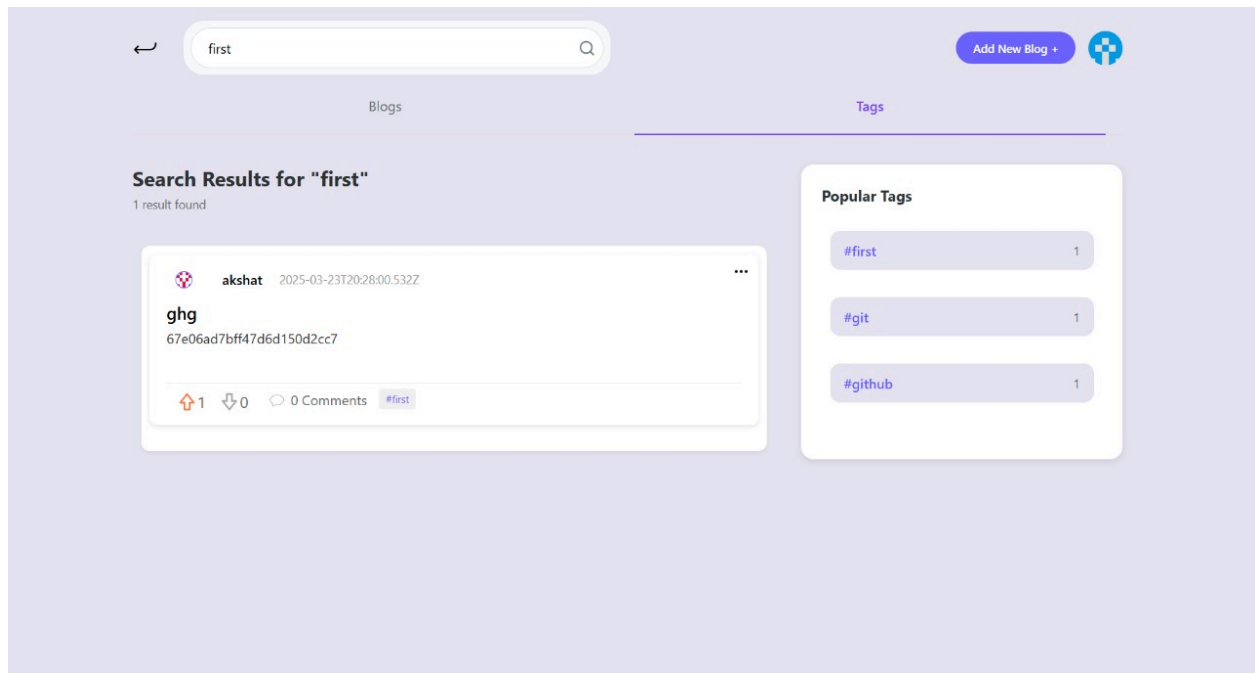 first
Add New Blog +
Blogs
Tags
Search Results for "first"
1 result found
akshat 2025-03-23T20:28:00.532Z
ghg
67e06ad7bff47d6d150d2cc7
1 0 0 Comments #first
Popular Tags
#first 1
#git 1
#github 1